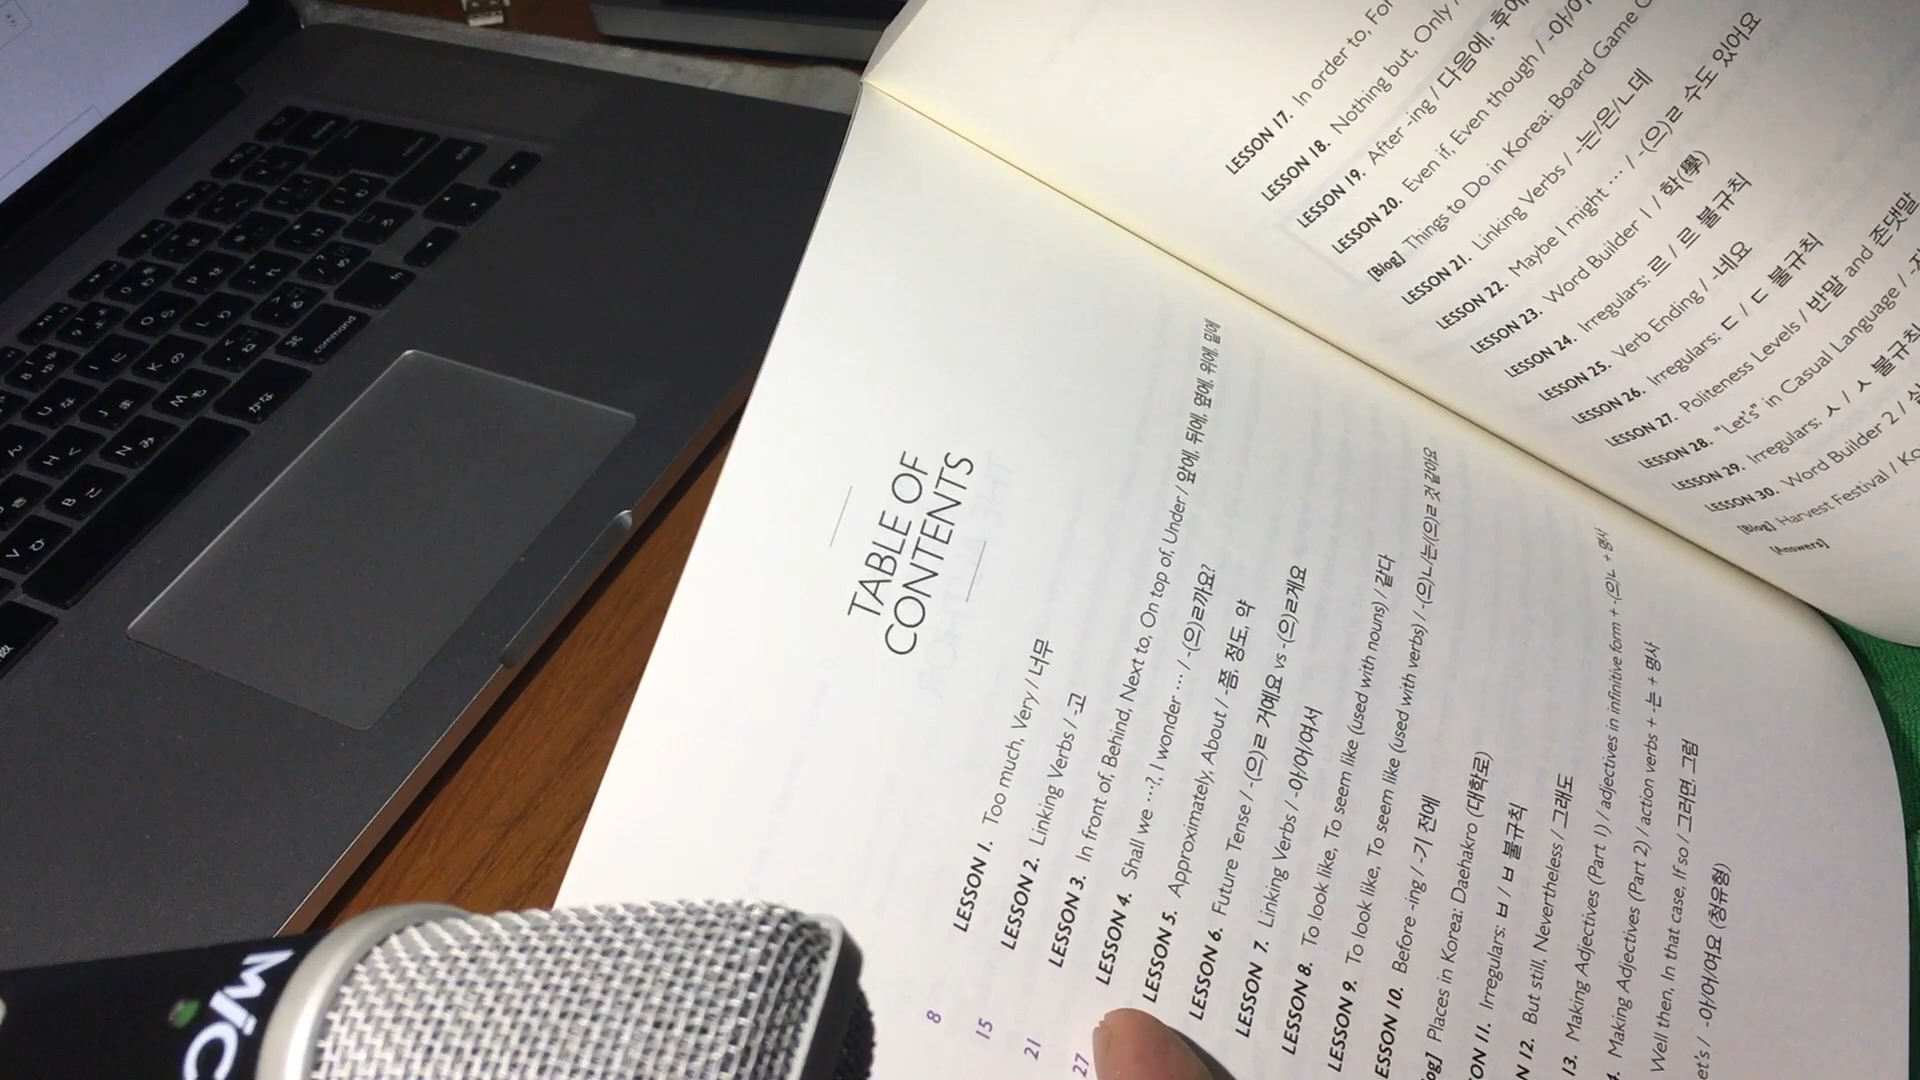 TABLE OF
CONTENTS
8 LESSON 1. Too much, Very / 너무
15 LESSON 2. Linking Verbs / -고
21 LESSON 3. In front of, Behind, Next to, On top of, Under / 앞에, 뒤에, 옆에, 위에, 밑에
27 LESSON 4. Shall we ···?, I wonder ... / -(으)ㄹ까요?
LESSON 5. Approximately, About / -쯤, 정도, 약
LESSON 6. Future Tense / -(으)ㄹ 거예요 vs -(으)ㄹ게요
LESSON 7. Linking Verbs / -아/어/여서
LESSON 8. To look like, To seem like (used with nouns) / 같다
LESSON 9. To look like, To seem like (used with verbs) / -(으)ㄴ/는/(으)ㄹ 것 같아요
ESSON 10. Before -ing / -기 전에
og] Places in Korea: Daehakro (대학로)
ON 11. Irregulars: ㅂ / ㅂ 불규칙
N 12. But still, Nevertheless / 그래도
13. Making Adjectives (Part 1) / adjectives in infinitive form + -(으)ㄴ + 명사
4. Making Adjectives (Part 2) / action verbs + -는 + 명사
Well then, In that case, If so / 그러면, 그럼
et's / -아/어/여요 (청유형)
LESSON 17. In order to, For
LESSON 18. Nothing but, Only /
LESSON 19. After -ing / 다음에, 후에
LESSON 20. Even if, Even though / -아/어
[Blog] Things to Do in Korea: Board Game C
LESSON 21. Linking Verbs / -는/은/ㄴ데
LESSON 22. Maybe I might ··· / -(으)ㄹ 수도 있어요
LESSON 23. Word Builder 1 / 학(學)
LESSON 24. Irregulars: 르 / 르 불규칙
LESSON 25. Verb Ending / -네요
LESSON 26. Irregulars: ㄷ / ㄷ 불규칙
LESSON 27. Politeness Levels / 반말 and 존댓말
LESSON 28. "Let's" in Casual Language / -자
LESSON 29. Irregulars: ㅅ / ㅅ 불규칙
LESSON 30. Word Builder 2 / 실
[Blog] Harvest Festival / Ko
[Answers]
command
fn
かな
MiC